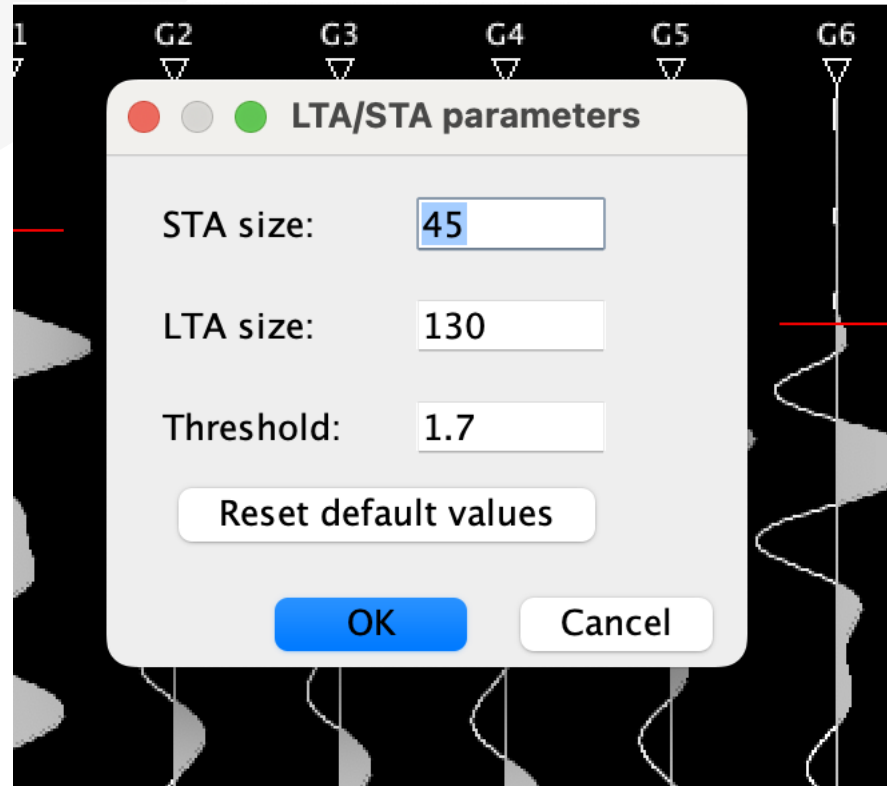 1 G2 G3 G4 G5 G6
LTA/STA parameters
STA size: 45
LTA size: 130
Threshold: 1.7
Reset default values
OK Cancel